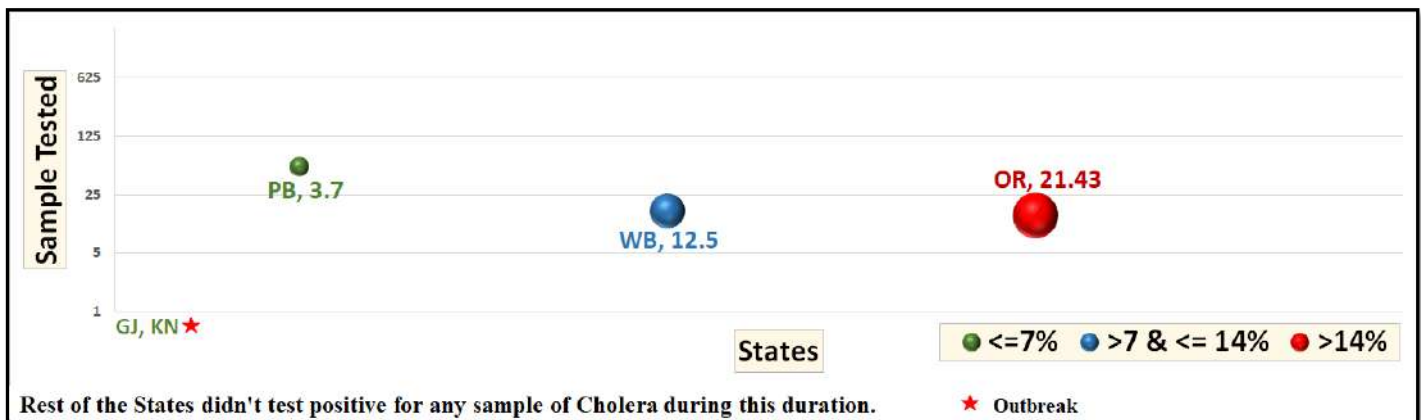 Sample Tested
625
125
25
5
1
PB, 3.7
WB, 12.5
OR, 21.43
GJ, KN
States
<=7% >7 & <= 14% >14%
Rest of the States didn't test positive for any sample of Cholera during this duration. Outbreak